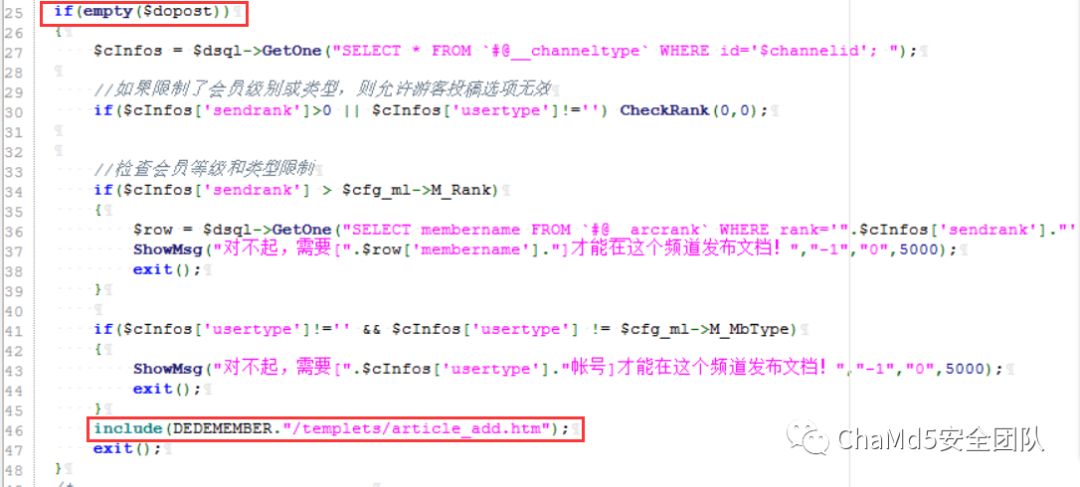 25 if(empty($dopost))
26 {
27 $cInfos = $dsql->GetOne("SELECT * FROM `#@__channeltype` WHERE id='$channelid'; ");
28
29 //如果限制了会员级别或类型，则允许游客投稿选项无效
30 if($cInfos['sendrank']>0 || $cInfos['usertype']!='') CheckRank(0,0);
31
32
33 //检查会员等级和类型限制
34 if($cInfos['sendrank'] > $cfg_ml->M_Rank)
35 {
36 $row = $dsql->GetOne("SELECT membername FROM `#@__arcrank` WHERE rank='".$cInfos['sendrank']."'
37 ShowMsg("对不起，需要[".$row['membername']."]才能在这个频道发布文档！","-1","0",5000);
38 exit();
39 }
40
41 if($cInfos['usertype']!='' && $cInfos['usertype'] != $cfg_ml->M_MbType)
42 {
43 ShowMsg("对不起，需要[".$cInfos['usertype']."帐号]才能在这个频道发布文档！","-1","0",5000);
44 exit();
45 }
46 include(DEDEMEMBER."/templets/article_add.htm");
47 exit();
48 }
ChaMd5安全团队